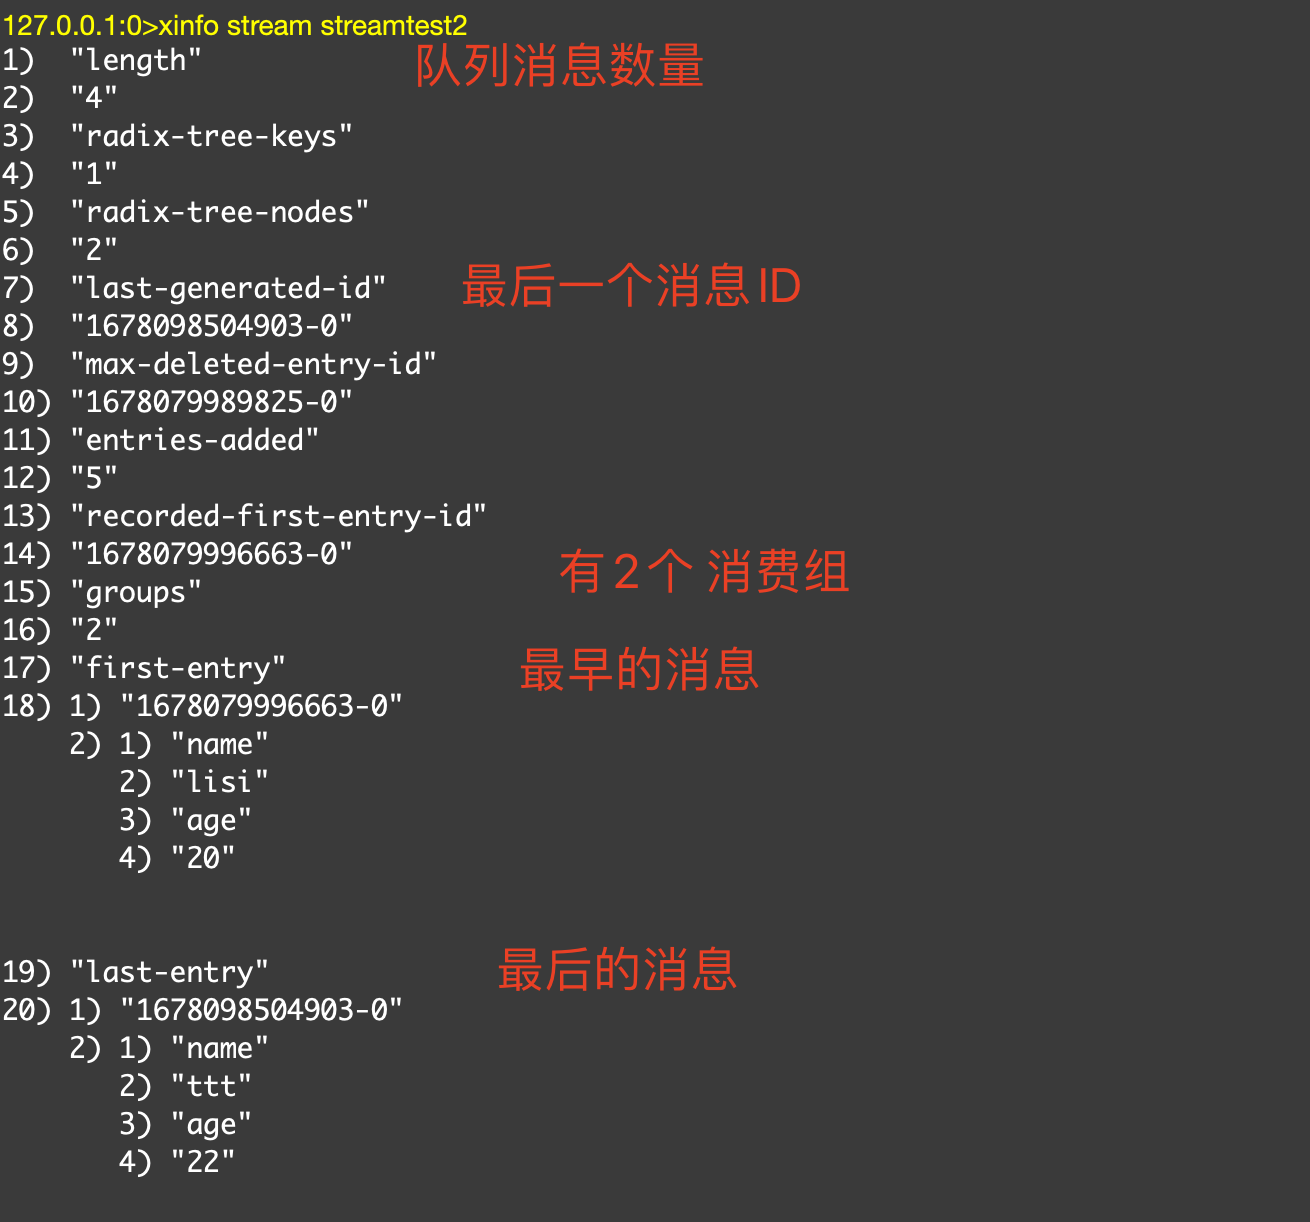 127.0.0.1:0>xinfo stream streamtest2
1) "length"
队列消息数量
2) "4"
3) "radix-tree-keys"
4) "1"
5) "radix-tree-nodes"
6) "2"
7) "last-generated-id"
最后一个消息ID
8) "1678098504903-0"
9) "max-deleted-entry-id"
10) "1678079989825-0"
11) "entries-added"
12) "5"
13) "recorded-first-entry-id"
14) "1678079996663-0"
有2个 消费组
15) "groups"
16) "2"
17) "first-entry"
最早的消息
18) 1) "1678079996663-0"
2) 1) "name"
2) "lisi"
3) "age"
4) "20"
19) "last-entry"
最后的消息
20) 1) "1678098504903-0"
2) 1) "name"
2) "ttt"
3) "age"
4) "22"